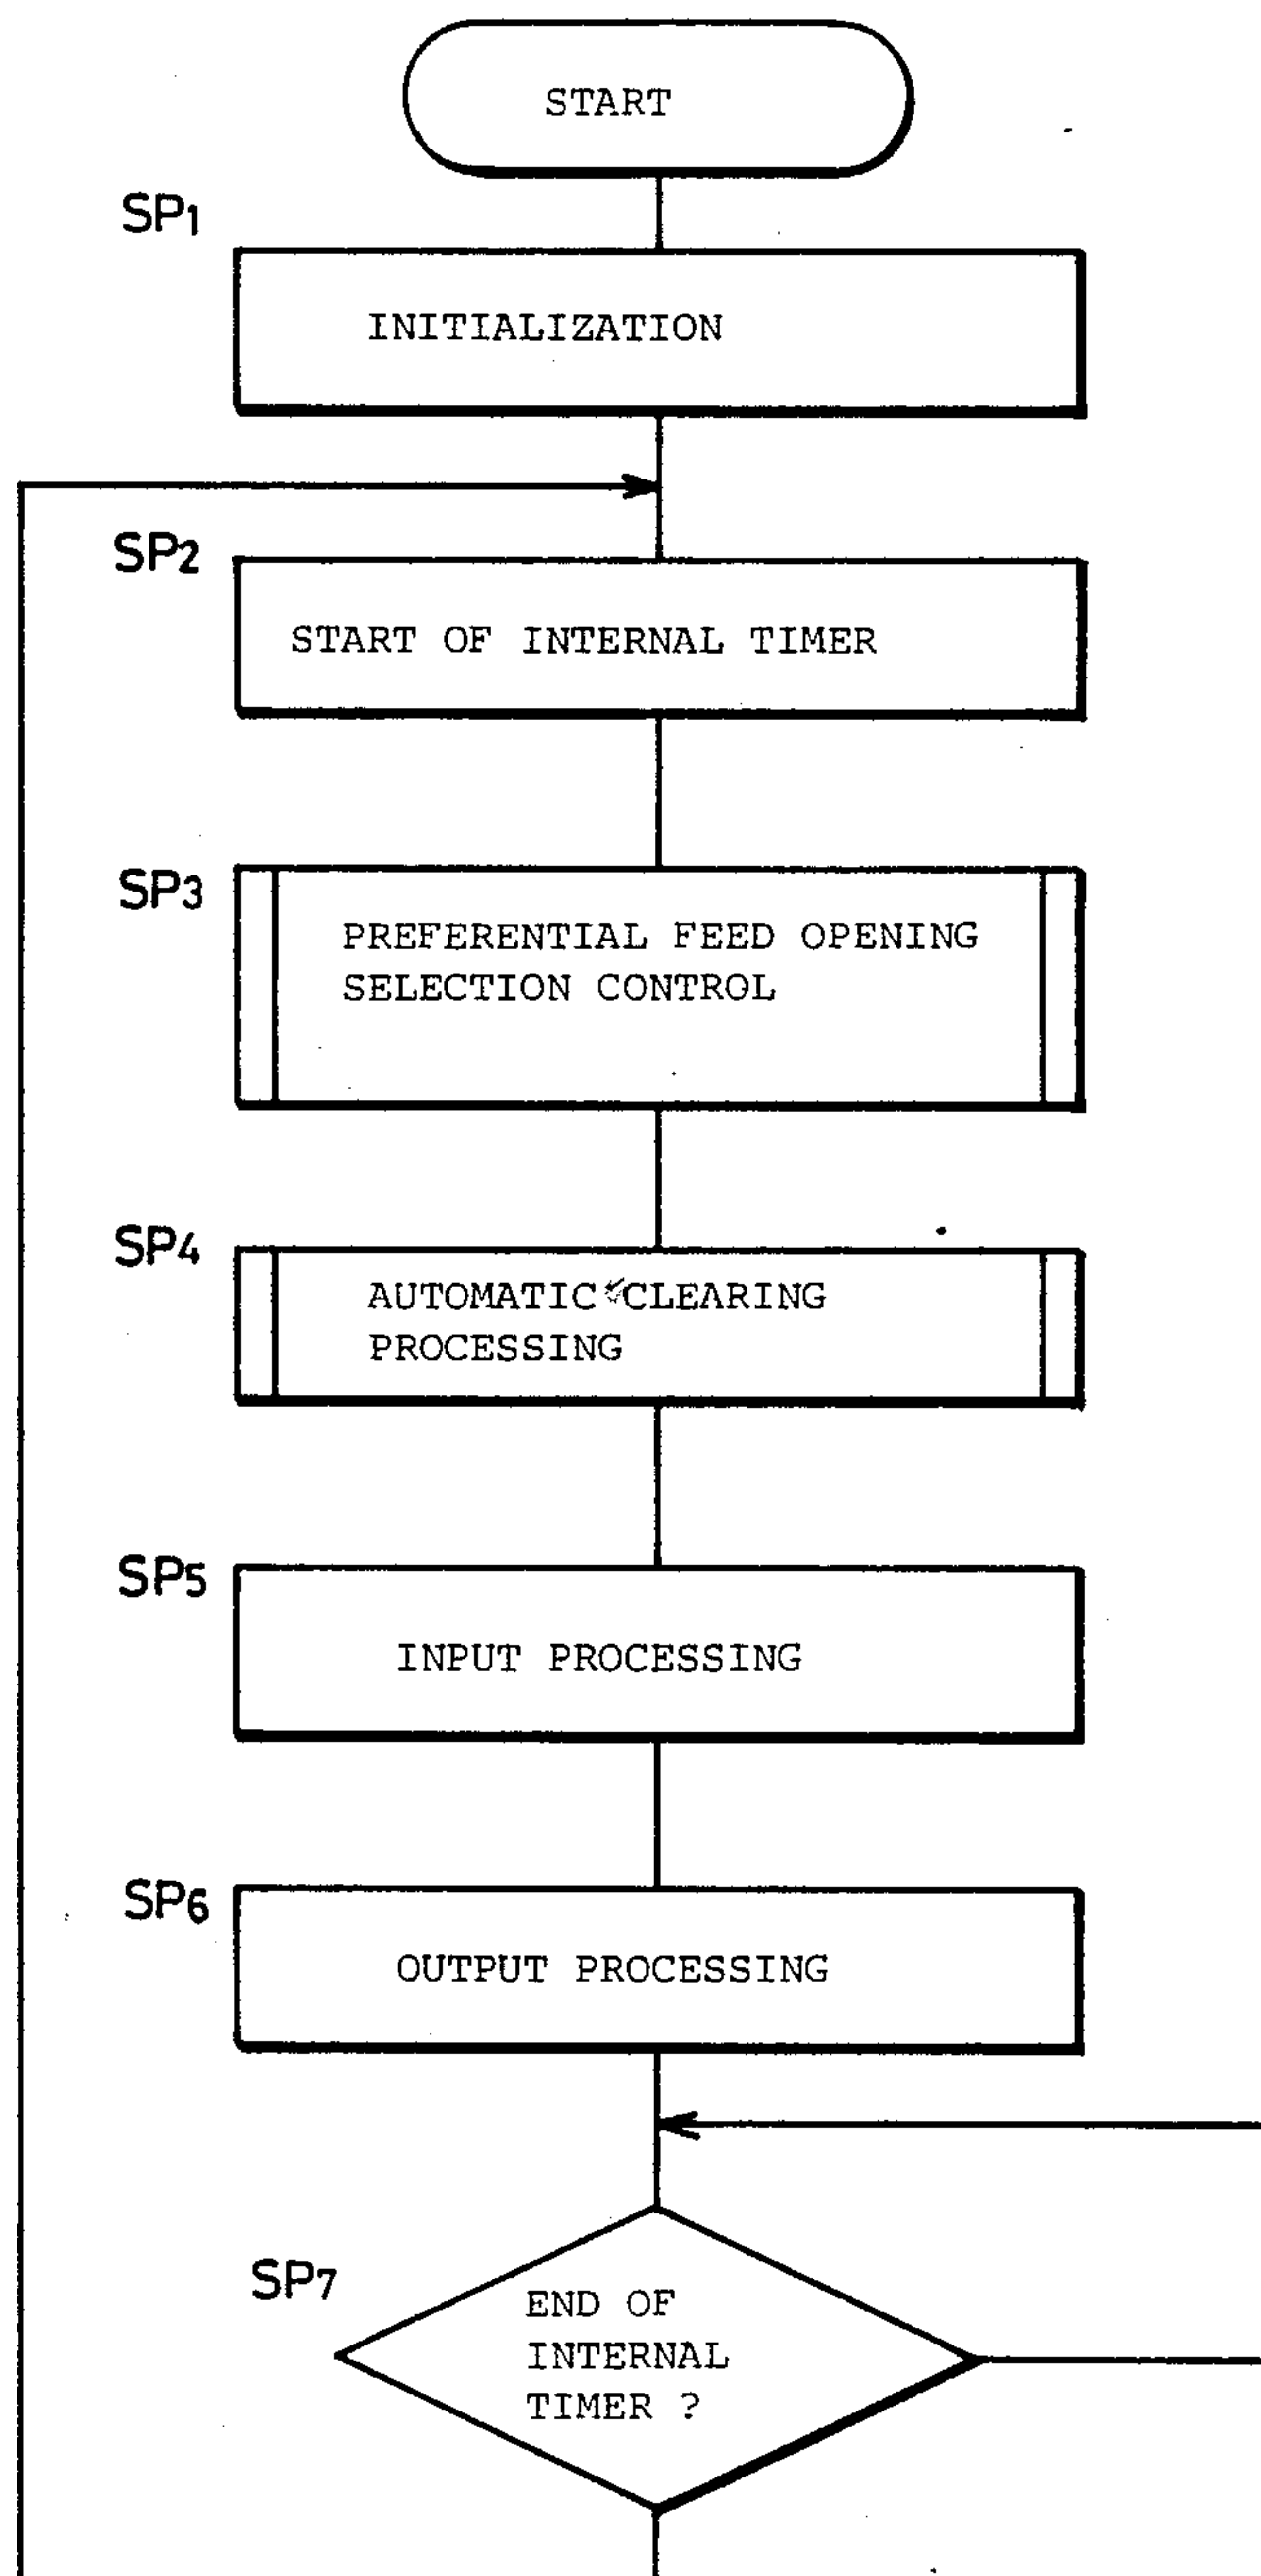 START
SP1
INITIALIZATION
SP2
START OF INTERNAL TIMER
SP3
PREFERENTIAL FEED OPENING
SELECTION CONTROL
SP4
AUTOMATIC CLEARING
PROCESSING
SP5
INPUT PROCESSING
SP6
OUTPUT PROCESSING
SP7
END OF
INTERNAL
TIMER ?